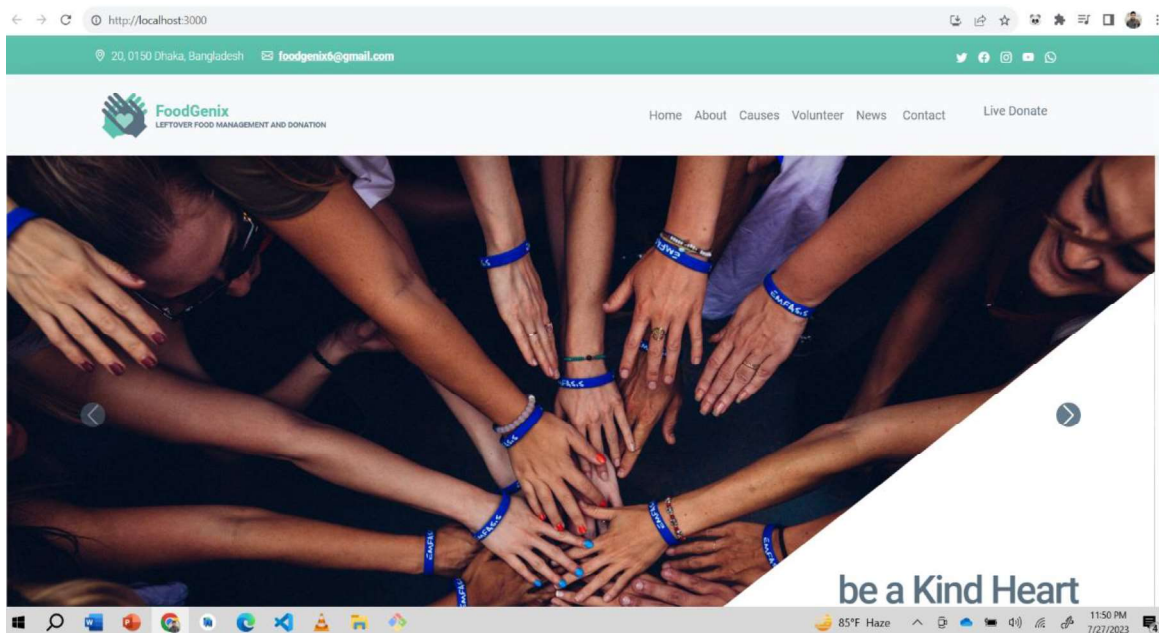 http://localhost:3000
20, 0150 Dhaka, Bangladesh foodgenix6@gmail.com
FoodGenix
LEFTOVER FOOD MANAGEMENT AND DONATION
Home About Causes Volunteer News Contact Live Donate
EMFASIS
be a Kind Heart
85°F Haze
11:50 PM
7/27/2023